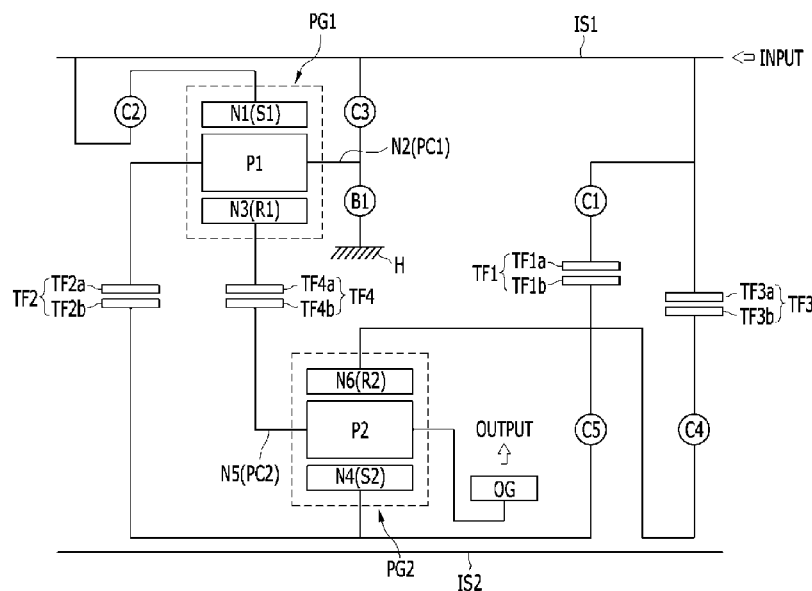 PG1
IS1
INPUT
C2
N1(S1)
C3
N2(PC1)
P1
C1
B1
N3(R1)
H
TF2
TF2a
TF2b
TF4a
TF4b
TF4
TF1
TF1a
TF1b
TF3a
TF3b
TF3
N6(R2)
P2
OUTPUT
C5
C4
N5(PC2)
N4(S2)
OG
PG2
IS2